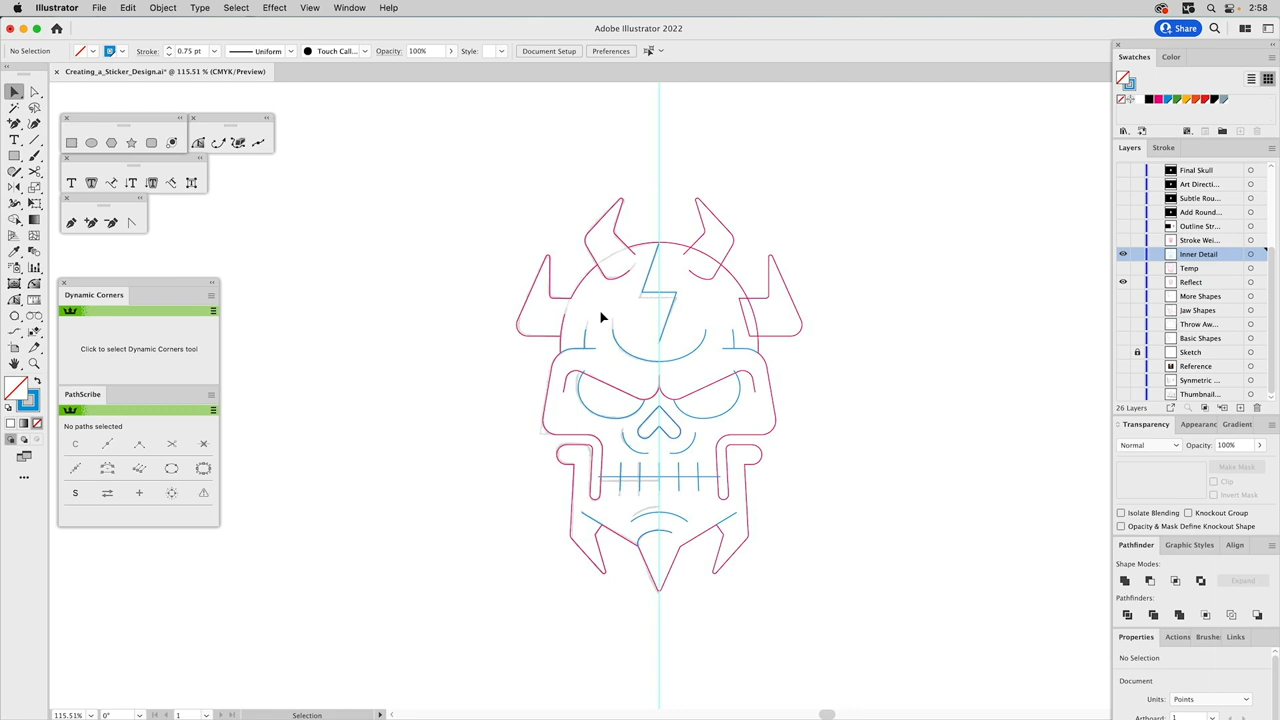 Illustrator File Edit Object Type Select Effect View Window Help 2:58
Adobe Illustrator 2022
Share
No Selection Stroke: 0.75 pt Uniform Touch Call... Opacity: 100% Style: Document Setup Preferences
Creating_a_Sticker_Design.ai* @ 115.51 % (CMYK/Preview)
Swatches Color
Layers Stroke
Final Skull
Art Directi...
Subtle Rou...
Add Round...
Outline Str...
Stroke Wei...
Inner Detail
Temp
Reflect
More Shapes
Jaw Shapes
Throw Aw...
Basic Shapes
Sketch
Reference
Symmetric ...
Thumbnail...
26 Layers
Dynamic Corners
Click to select Dynamic Corners tool
PathScribe
No paths selected
Transparency Appearanc Gradient
Normal Opacity: 100%
Make Mask
Clip
Invert Mask
Isolate Blending Knockout Group
Opacity & Mask Define Knockout Shape
Pathfinder Graphic Styles Align
Shape Modes:
Expand
Pathfinders:
Properties Actions Brushe Links
No Selection
Document
Units: Points
Artboard: 1
115.51% 0° 1 Selection